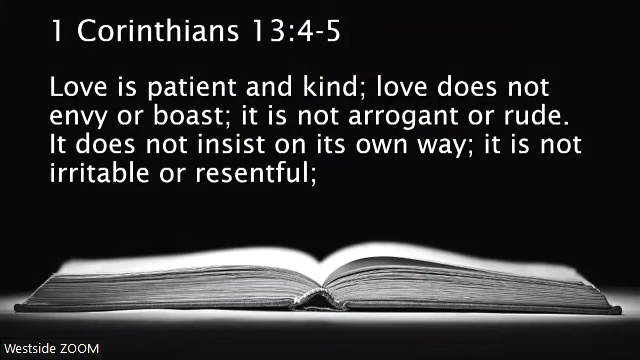 1 Corinthians 13:4-5
Love is patient and kind; love does not
envy or boast; it is not arrogant or rude.
It does not insist on its own way; it is not
irritable or resentful;
Westside ZOOM